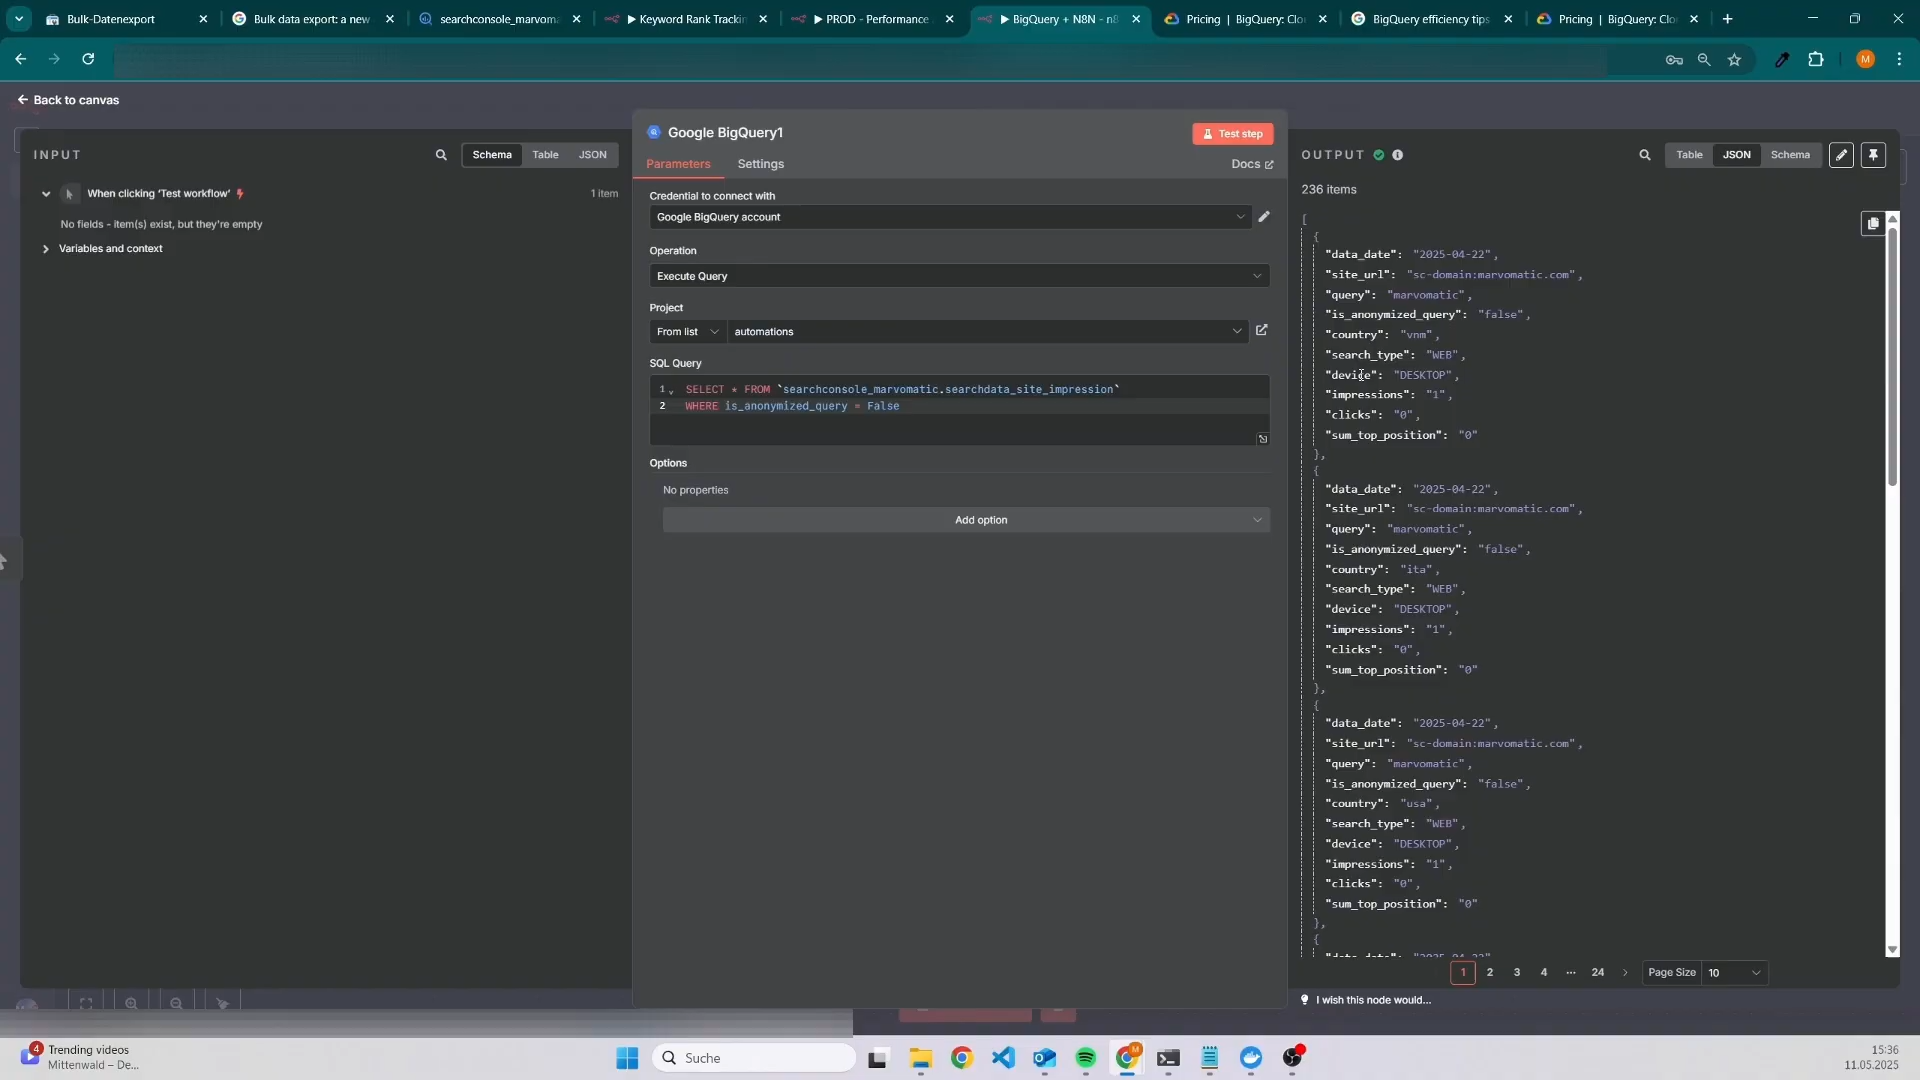 Bulk-Datenexport
Bulk data export: a new
searchconsole_marvoma
Keyword Rank Trackin
PROD - Performance
BigQuery + N8N - n8
Pricing | BigQuery: Clo
BigQuery efficiency tips
Pricing | BigQuery: Clo
M
Back to canvas
INPUT
Schema
Table
JSON
When clicking ‘Test workflow’
1 item
No fields - item(s) exist, but they're empty
Variables and context
Google BigQuery1
Test step
Parameters
Settings
Docs
Credential to connect with
Google BigQuery account
Operation
Execute Query
Project
From list
automations
SQL Query
1 SELECT * FROM `searchconsole_marvomatic.searchdata_site_impression`
2 WHERE is_anonymized_query = False
Options
No properties
Add option
OUTPUT
Table
JSON
Schema
236 items
[
{
"data_date": "2025-04-22",
"site_url": "sc-domain:marvomatic.com",
"query": "marvomatic",
"is_anonymized_query": "false",
"country": "vnm",
"search_type": "WEB",
"device": "DESKTOP",
"impressions": "1",
"clicks": "0",
"sum_top_position": "0"
},
{
"data_date": "2025-04-22",
"site_url": "sc-domain:marvomatic.com",
"query": "marvomatic",
"is_anonymized_query": "false",
"country": "ita",
"search_type": "WEB",
"device": "DESKTOP",
"impressions": "1",
"clicks": "0",
"sum_top_position": "0"
},
{
"data_date": "2025-04-22",
"site_url": "sc-domain:marvomatic.com",
"query": "marvomatic",
"is_anonymized_query": "false",
"country": "usa",
"search_type": "WEB",
"device": "DESKTOP",
"impressions": "1",
"clicks": "0",
"sum_top_position": "0"
},
{
1 2 3 4 ... 24
Page Size 10
I wish this node would...
4
Trending videos
Mittenwald – De...
Suche
M
15:36
11.05.2025